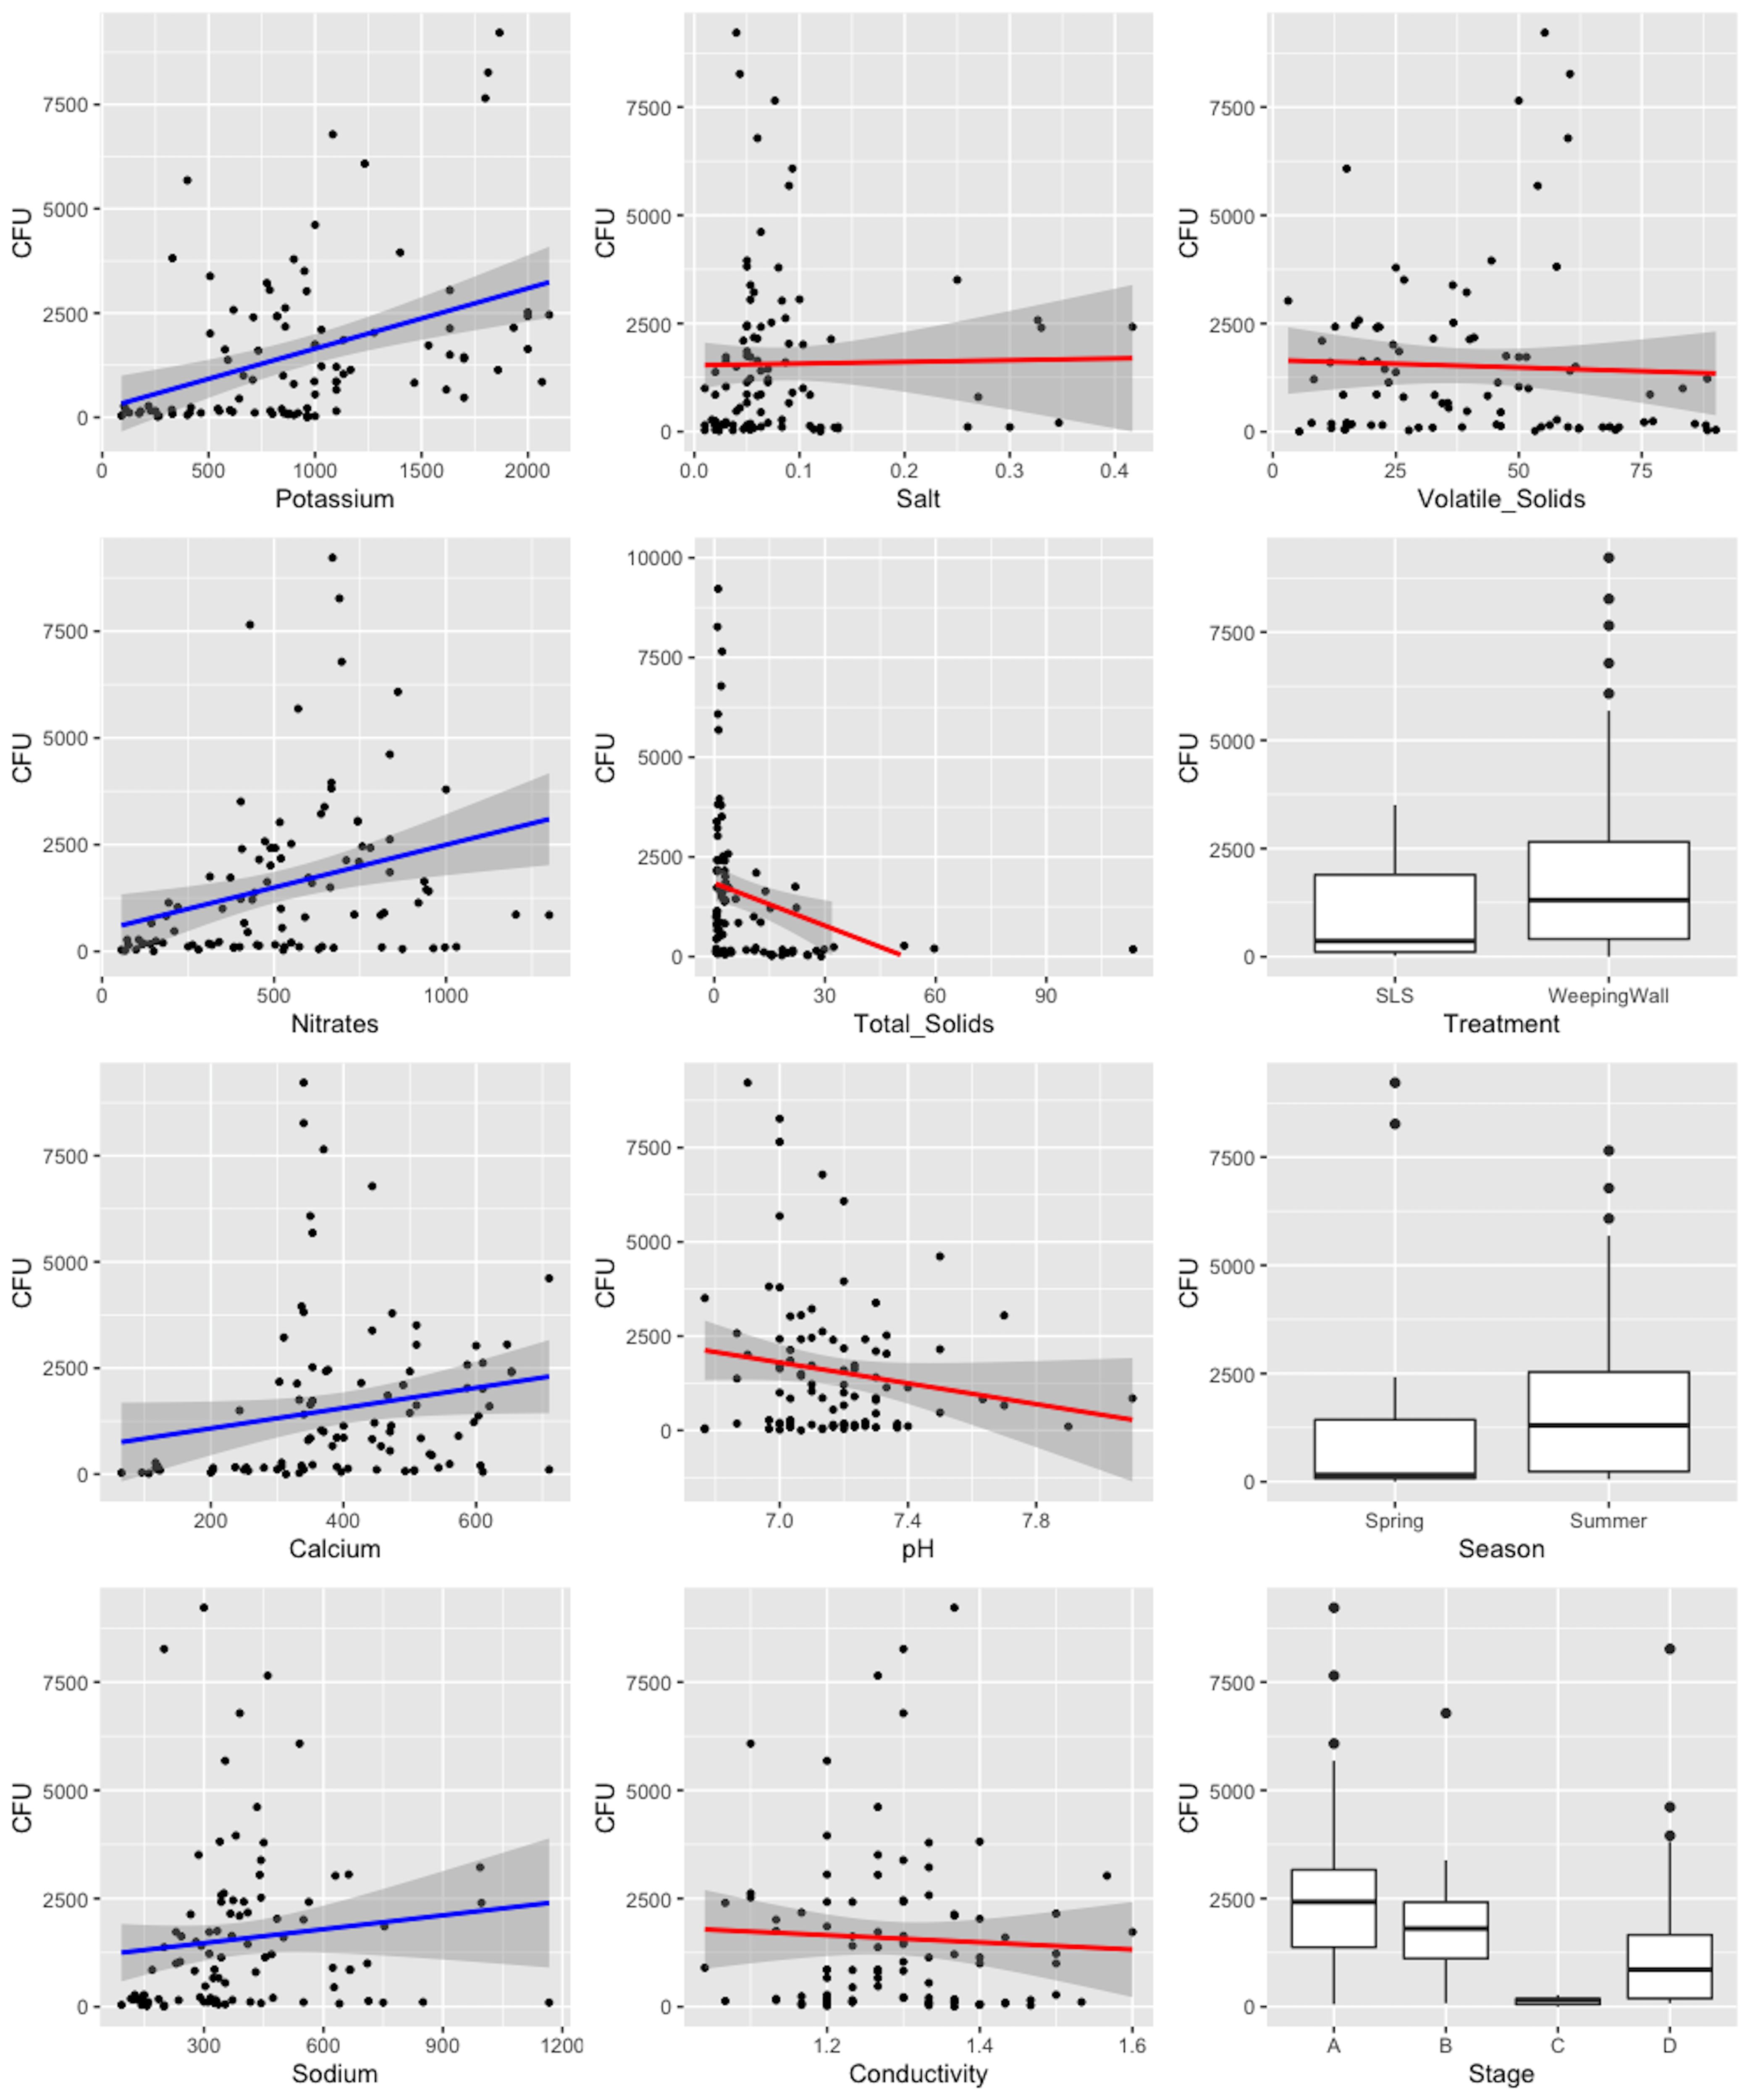 CFU
7500
5000
2500
0
0 500 1000 1500 2000
Potassium
CFU
7500
5000
2500
0
0.0 0.1 0.2 0.3 0.4
Salt
CFU
7500
5000
2500
0
0 25 50 75
Volatile_Solids
CFU
7500
5000
2500
0
0 500 1000
Nitrates
CFU
10000
7500
5000
2500
0
0 30 60 90
Total_Solids
CFU
7500
5000
2500
0
SLS WeepingWall
Treatment
CFU
7500
5000
2500
0
200 400 600
Calcium
CFU
7500
5000
2500
0
7.0 7.4 7.8
pH
CFU
7500
5000
2500
0
Spring Summer
Season
CFU
7500
5000
2500
0
300 600 900 1200
Sodium
CFU
7500
5000
2500
0
1.2 1.4 1.6
Conductivity
CFU
7500
5000
2500
0
A B C D
Stage